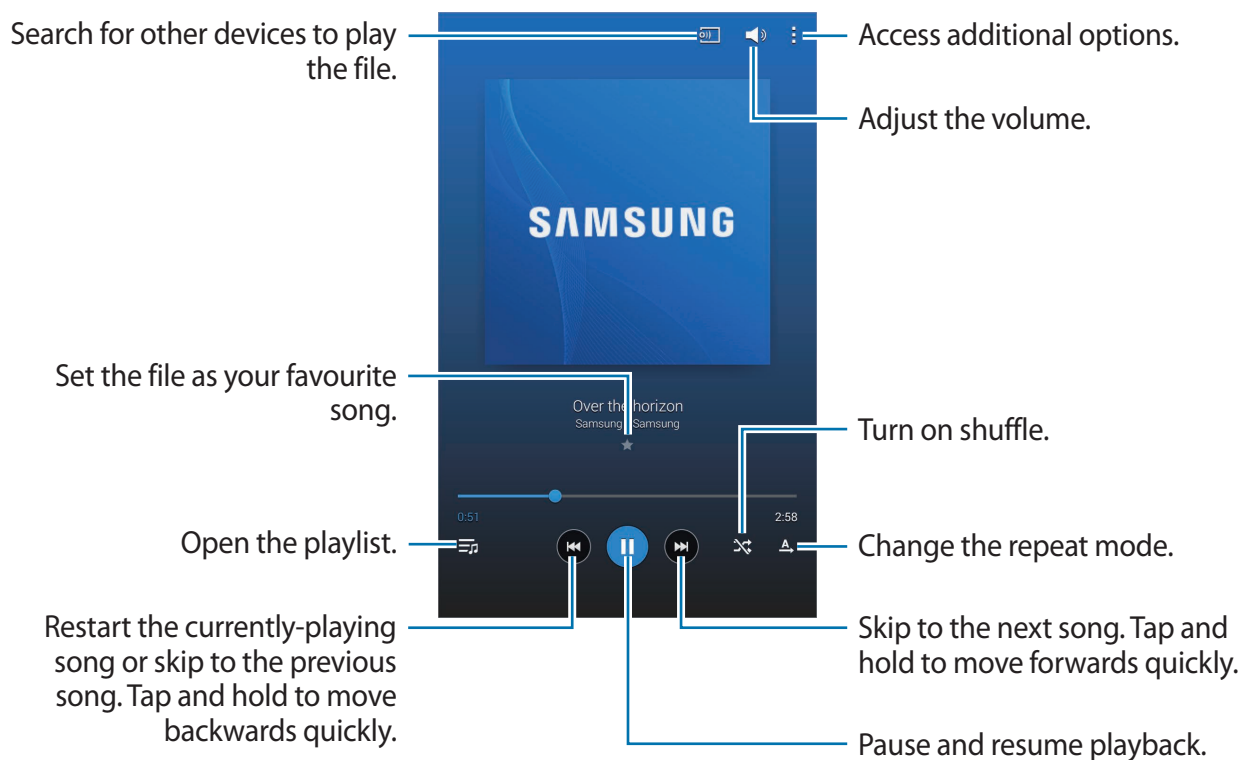 Search for other devices to play
the file.
Access additional options.
Adjust the volume.
SAMSUNG
Set the file as your favourite
song.
Over the horizon
Samsung Samsung
Turn on shuffle.
0:51
2:58
Open the playlist.
A
Change the repeat mode.
Restart the currently-playing
song or skip to the previous
song. Tap and hold to move
backwards quickly.
Skip to the next song. Tap and
hold to move forwards quickly.
Pause and resume playback.